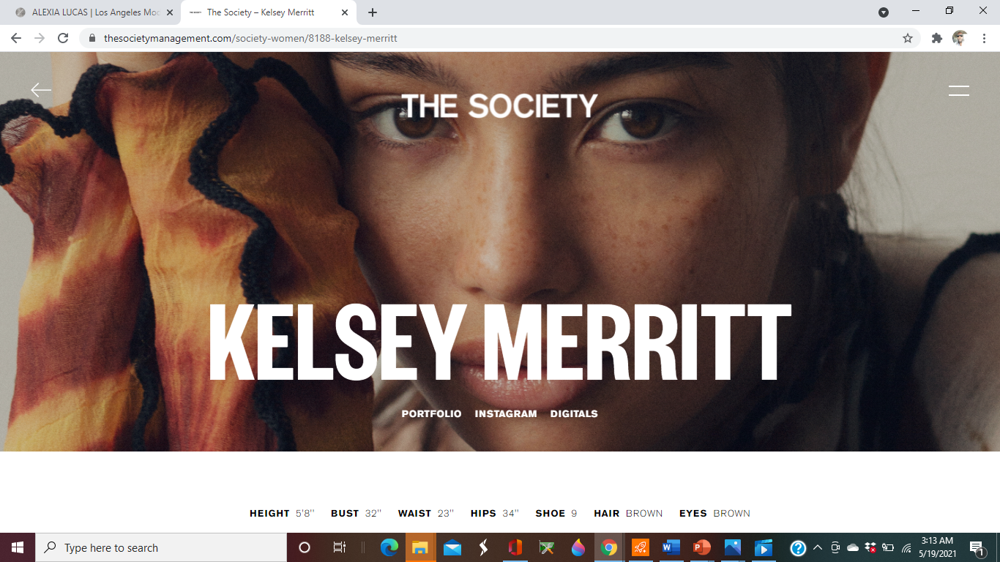 ALEXIA LUCAS | Los Angeles Mo
The Society – Kelsey Merritt
thesocietymanagement.com/society-women/8188-kelsey-merritt
THE SOCIETY
KELSEY MERRITT
PORTFOLIO INSTAGRAM DIGITALS
HEIGHT 5'8'' BUST 32'' WAIST 23'' HIPS 34'' SHOE 9 HAIR BROWN EYES BROWN
Type here to search
3:13 AM
5/19/2021
1